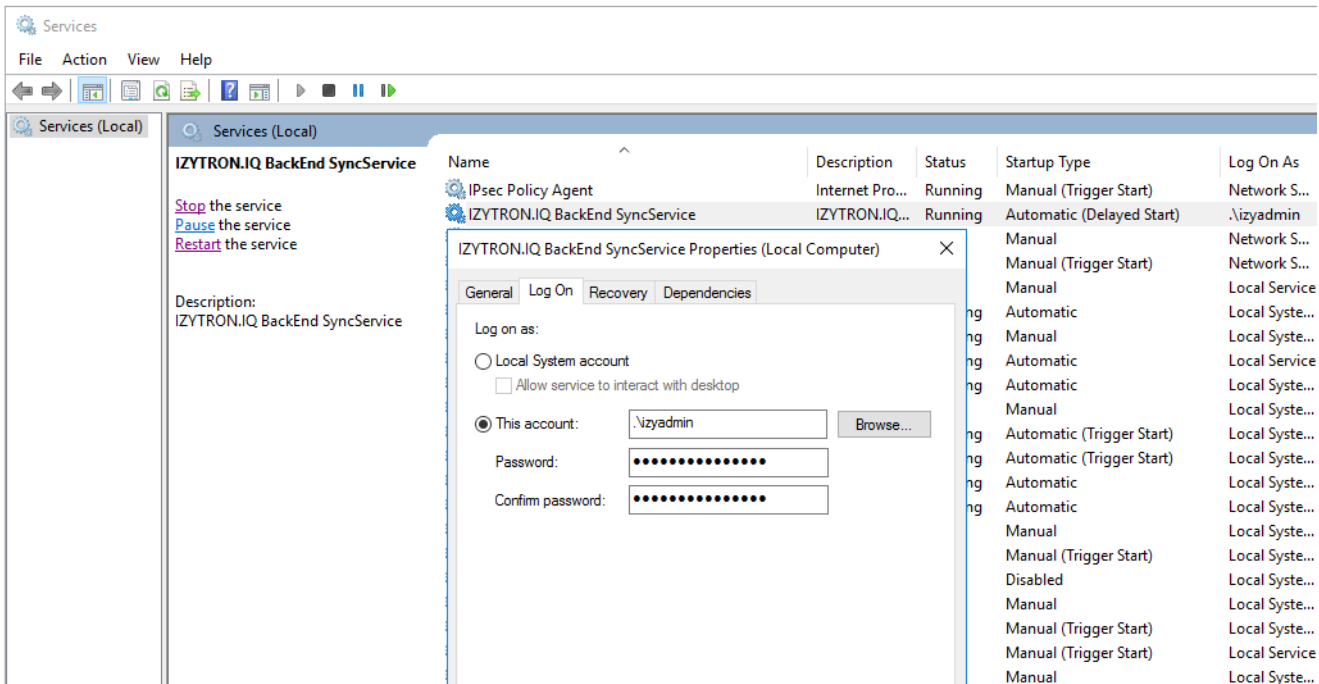 Services
File Action View Help
Services (Local)
Services (Local)
IZYTRON.IQ BackEnd SyncService
Stop the service
Pause the service
Restart the service
Description:
IZYTRON.IQ BackEnd SyncService
Name Description Status Startup Type Log On As
IPsec Policy Agent Internet Pro... Running Manual (Trigger Start) Network S...
IZYTRON.IQ BackEnd SyncService IZYTRON.IQ... Running Automatic (Delayed Start) .\izyadmin
Manual Network S...
Manual (Trigger Start) Network S...
Manual Local Service
ng Automatic Local Syste...
ng Manual Local Syste...
ng Automatic Local Service
ng Automatic Local Syste...
Manual Local Syste...
ng Automatic (Trigger Start) Local Syste...
ng Automatic (Trigger Start) Local Syste...
ng Automatic Local Syste...
ng Automatic Local Syste...
Manual Local Syste...
Manual (Trigger Start) Local Syste...
Disabled Local Syste...
Manual Local Syste...
Manual (Trigger Start) Local Syste...
Manual (Trigger Start) Local Service
Manual Local Syste...
IZYTRON.IQ BackEnd SyncService Properties (Local Computer)
General Log On Recovery Dependencies
Log on as:
Local System account
Allow service to interact with desktop
This account: .\izyadmin Browse...
Password: •••••••••••••••
Confirm password: •••••••••••••••